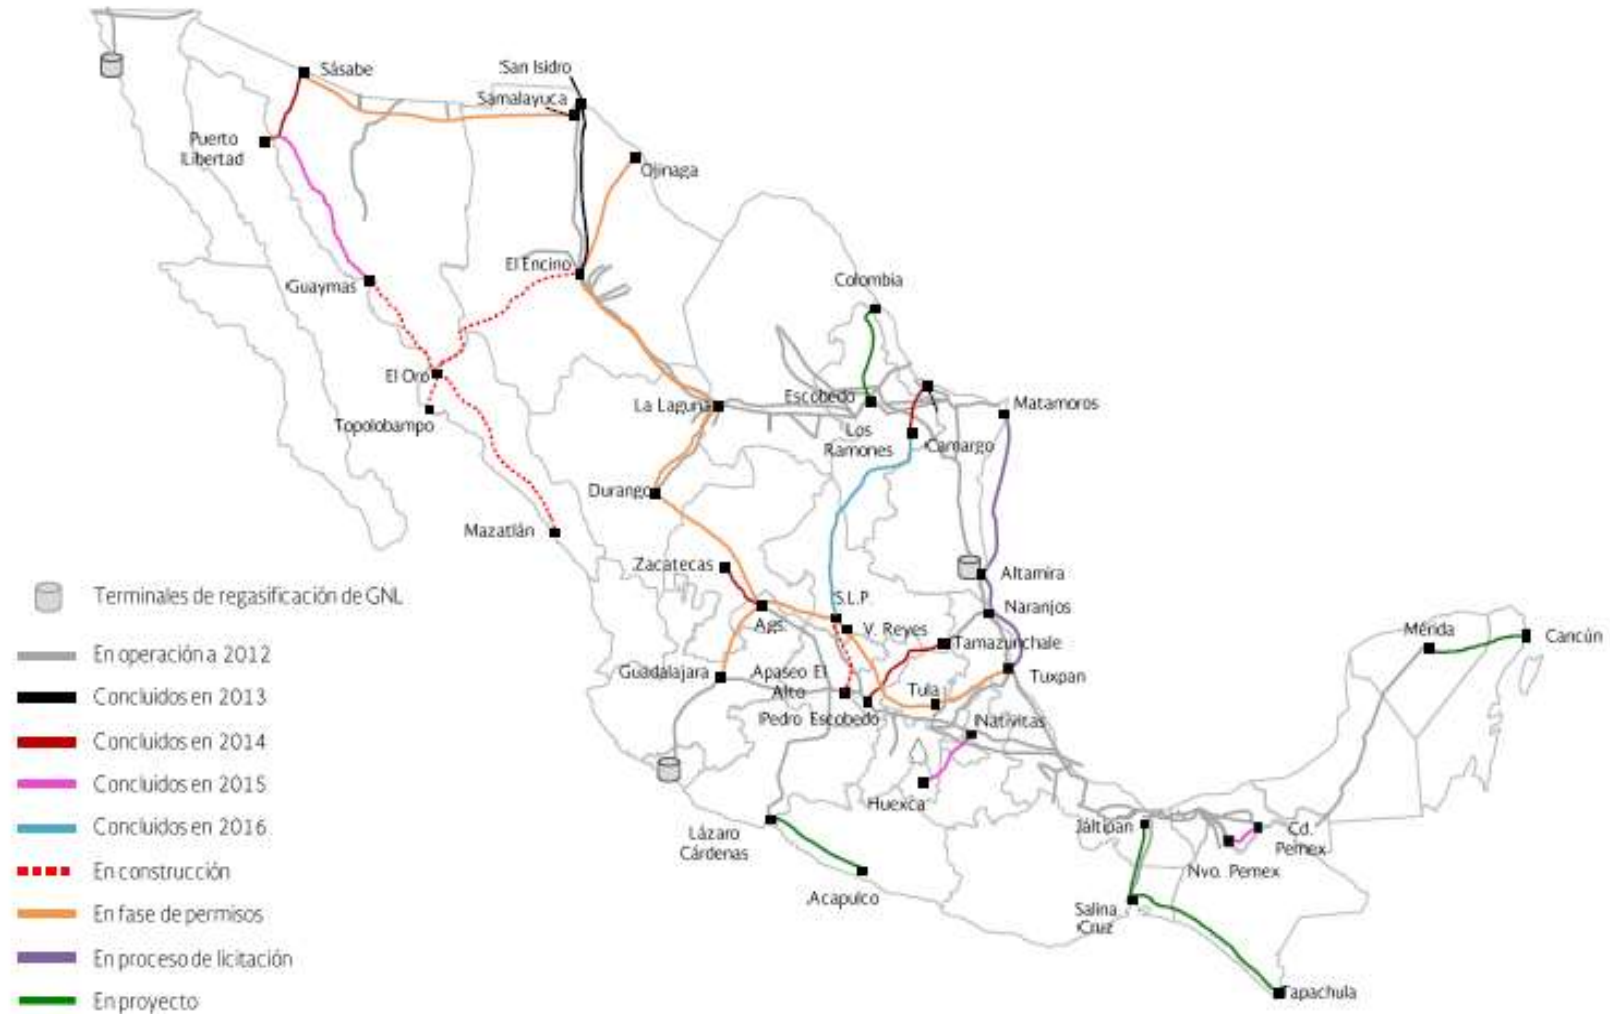 Sásabe
San Isidro
Samalayuca
Puerto
Libertad
Ojinaga
El Encino
Guaymas
Colombia
El Oro
Topolobampo
La Laguna
Escobedo
Matamoros
Los
Ramones
Camargo
Durango
Mazatlán
Zacatecas
Altamira
S.L.P.
Naranjos
Ags.
V. Reyes
Tamazunchale
Mérida
Cancún
Guadalajara
Apaseo El
Alto
Tula
Tuxpan
Pedro Escobedo
Nativitas
Huexca
Lázaro
Cárdenas
Acapulco
Jáltipan
Cd.
Pemex
Nvo. Pemex
Salina
Cruz
Tapachula
Terminales de regasificación de GNL
En operación a 2012
Concluidos en 2013
Concluidos en 2014
Concluidos en 2015
Concluidos en 2016
En construcción
En fase de permisos
En proceso de licitación
En proyecto